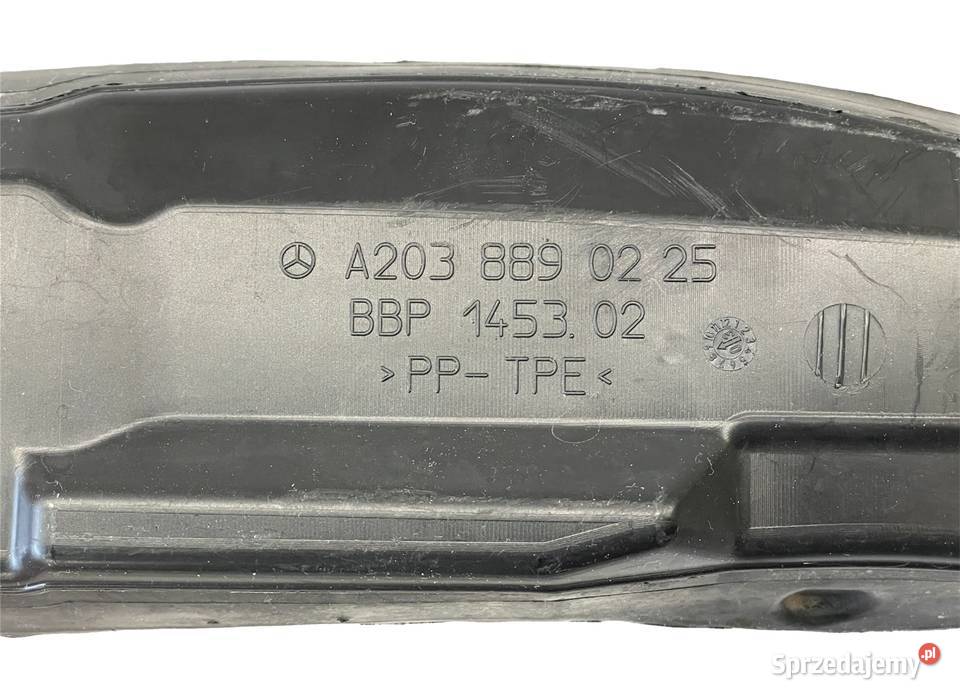 A203 889 02 25
BBP 1453.02
>PP-TPE<
Sprzedajemy.pl